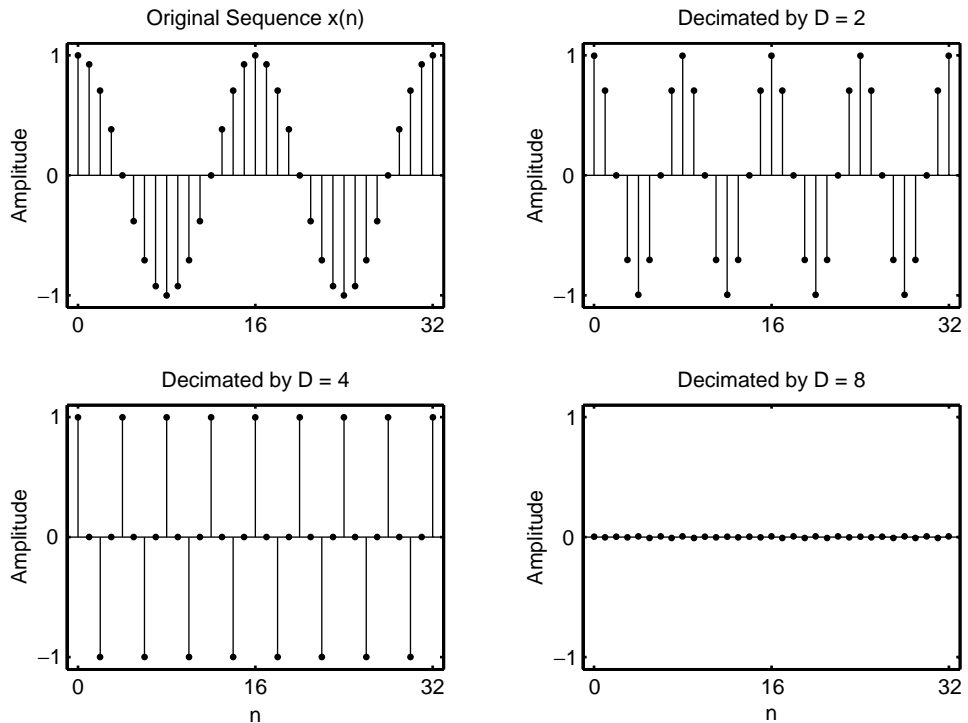 Original Sequence x(n)
Amplitude
1
0
−1
0
16
32
Decimated by D = 2
Amplitude
1
0
−1
0
16
32
Decimated by D = 4
Amplitude
1
0
−1
0
16
32
n
Decimated by D = 8
Amplitude
1
0
−1
0
16
32
n